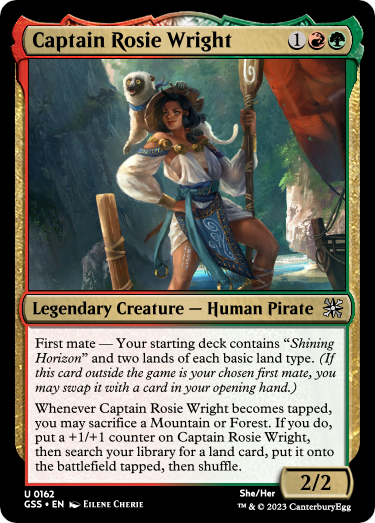 Captain Rosie Wright 1
Legendary Creature — Human Pirate
First mate — Your starting deck contains “Shining
Horizon” and two lands of each basic land type. (If
this card outside the game is your chosen first mate, you
may swap it with a card in your opening hand.)
Whenever Captain Rosie Wright becomes tapped,
you may sacrifice a Mountain or Forest. If you do,
put a +1/+1 counter on Captain Rosie Wright,
then search your library for a land card, put it onto
the battlefield tapped, then shuffle.
2/2
U 0162
GSS • EN EILENE CHERIE
She/Her
™ & © 2023 CanterburyEgg